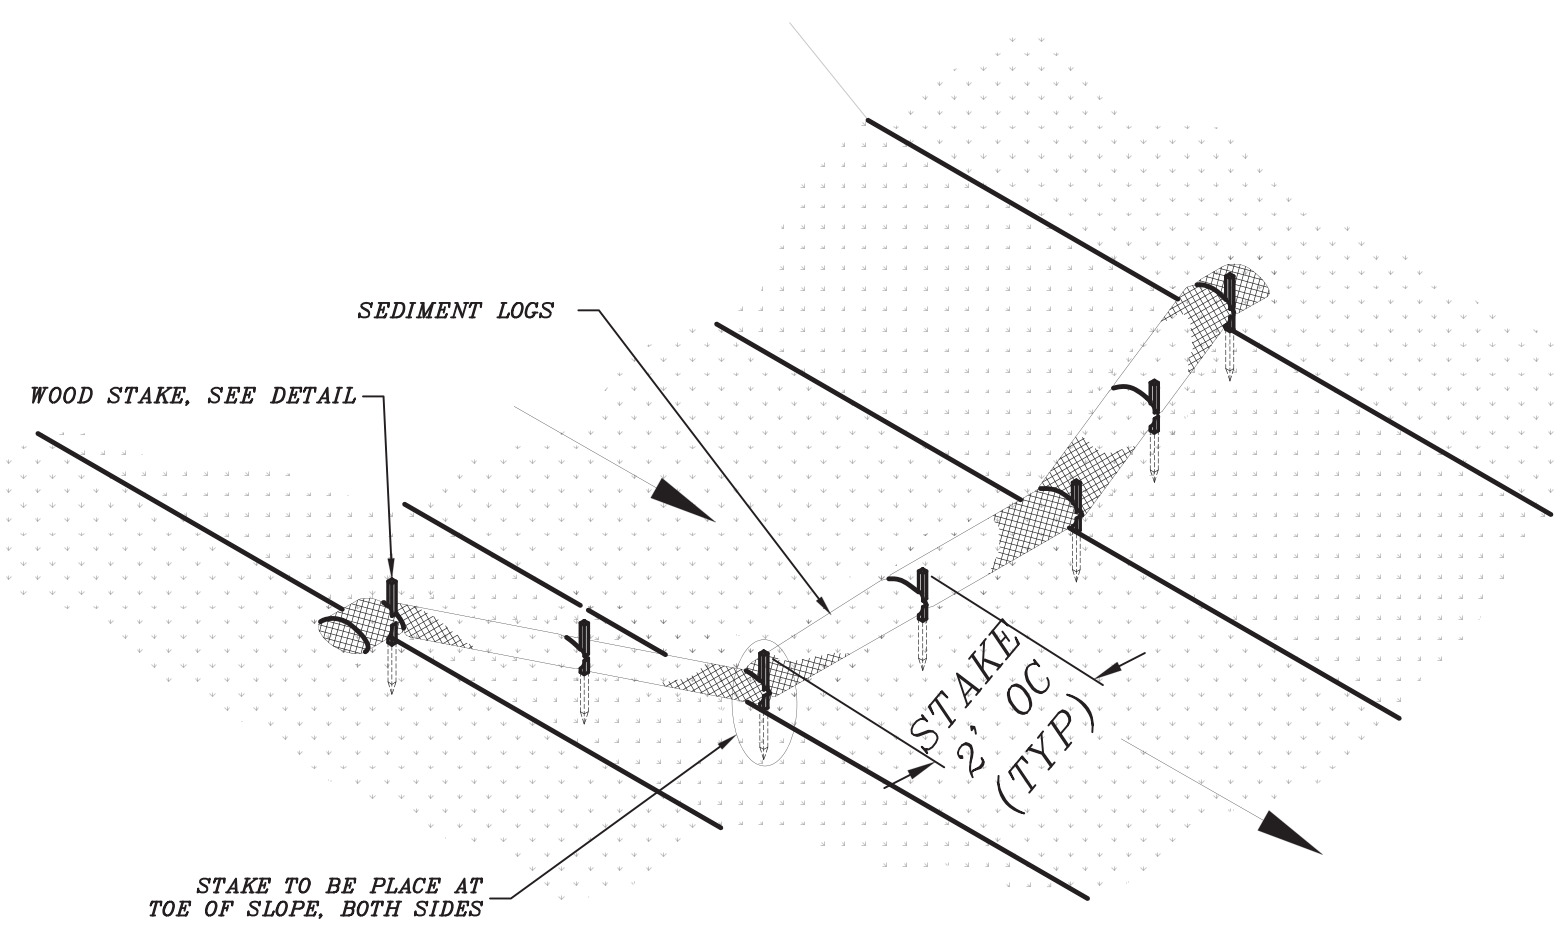 SEDIMENT LOGS
WOOD STAKE, SEE DETAIL
STAKE
2' OC
(TYP)
STAKE TO BE PLACE AT
TOE OF SLOPE, BOTH SIDES